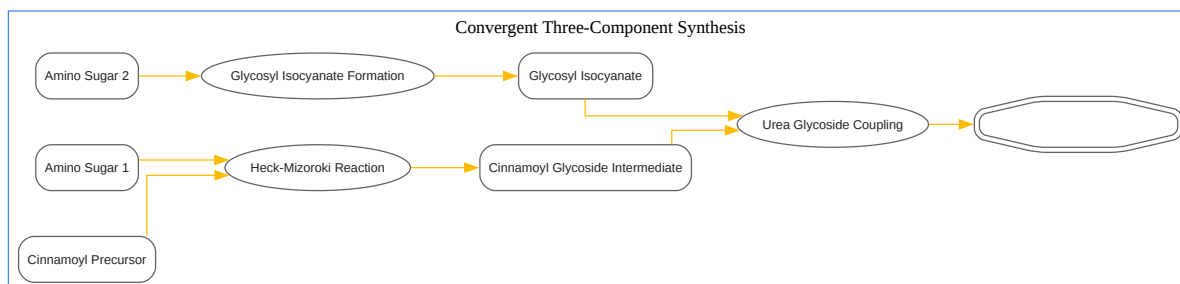 Convergent Three-Component Synthesis
Amino Sugar 2
Glycosyl Isocyanate Formation
Glycosyl Isocyanate
Urea Glycoside Coupling
Amino Sugar 1
Heck-Mizoroki Reaction
Cinnamoyl Glycoside Intermediate
Cinnamoyl Precursor